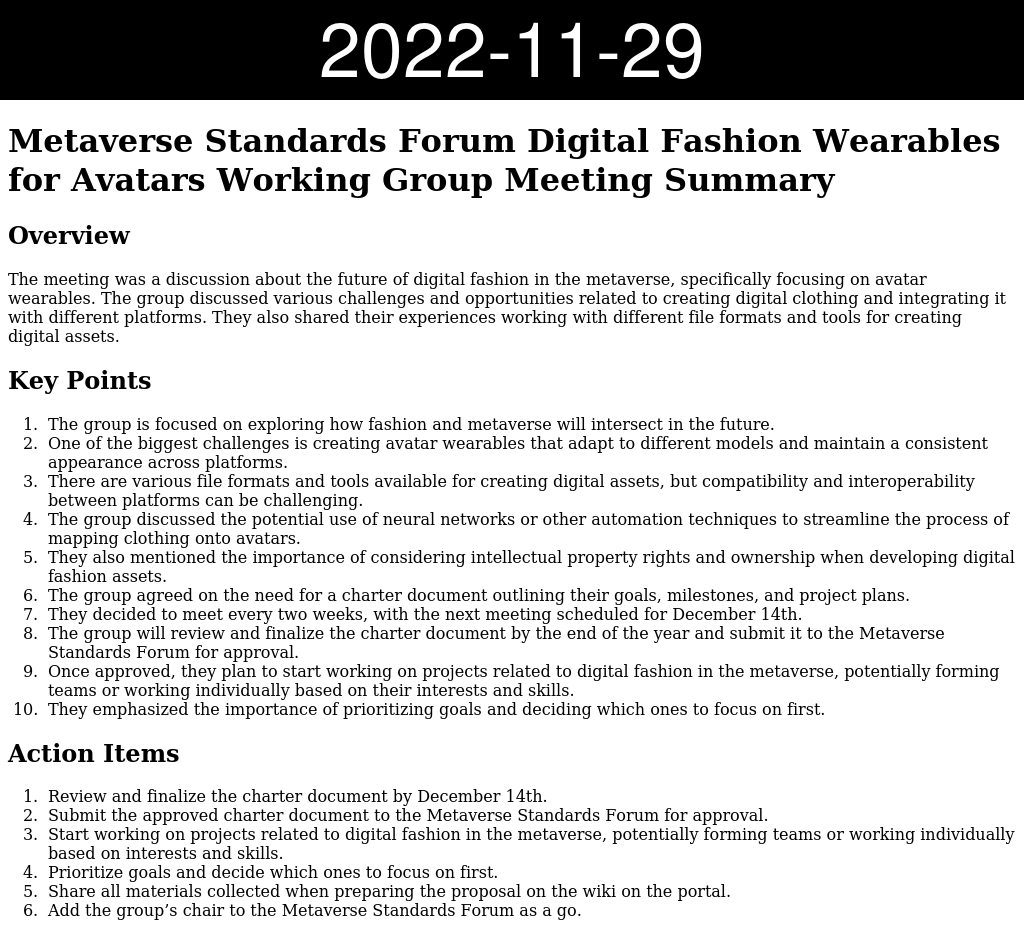 2022-11-29
Metaverse Standards Forum Digital Fashion Wearables
for Avatars Working Group Meeting Summary
Overview
The meeting was a discussion about the future of digital fashion in the metaverse, specifically focusing on avatar
wearables. The group discussed various challenges and opportunities related to creating digital clothing and integrating it
with different platforms. They also shared their experiences working with different file formats and tools for creating
digital assets.
Key Points
1. The group is focused on exploring how fashion and metaverse will intersect in the future.
2. One of the biggest challenges is creating avatar wearables that adapt to different models and maintain a consistent
appearance across platforms.
3. There are various file formats and tools available for creating digital assets, but compatibility and interoperability
between platforms can be challenging.
4. The group discussed the potential use of neural networks or other automation techniques to streamline the process of
mapping clothing onto avatars.
5. They also mentioned the importance of considering intellectual property rights and ownership when developing digital
fashion assets.
6. The group agreed on the need for a charter document outlining their goals, milestones, and project plans.
7. They decided to meet every two weeks, with the next meeting scheduled for December 14th.
8. The group will review and finalize the charter document by the end of the year and submit it to the Metaverse
Standards Forum for approval.
9. Once approved, they plan to start working on projects related to digital fashion in the metaverse, potentially forming
teams or working individually based on their interests and skills.
10. They emphasized the importance of prioritizing goals and deciding which ones to focus on first.
Action Items
1. Review and finalize the charter document by December 14th.
2. Submit the approved charter document to the Metaverse Standards Forum for approval.
3. Start working on projects related to digital fashion in the metaverse, potentially forming teams or working individually
based on interests and skills.
4. Prioritize goals and decide which ones to focus on first.
5. Share all materials collected when preparing the proposal on the wiki on the portal.
6. Add the group’s chair to the Metaverse Standards Forum as a go.